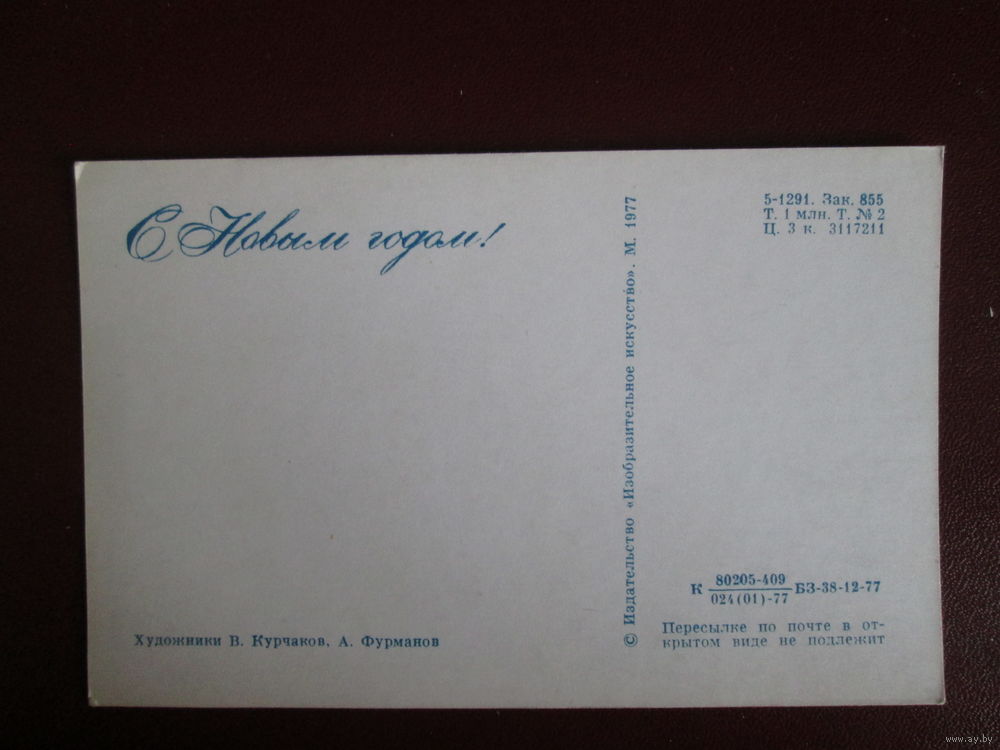 С Новым годом!
Художники В. Курчаков, А. Фурманов
© Издательство «Изобразительное искусство». М. 1977
5-1291. Зак. 855
Т. 1 млн. Т. № 2
Ц. 3 к. 3117211
К 80205-409 БЗ-38-12-77
024(01)-77
Пересылке по почте в от-
крытом виде не подлежит
www.ay.by